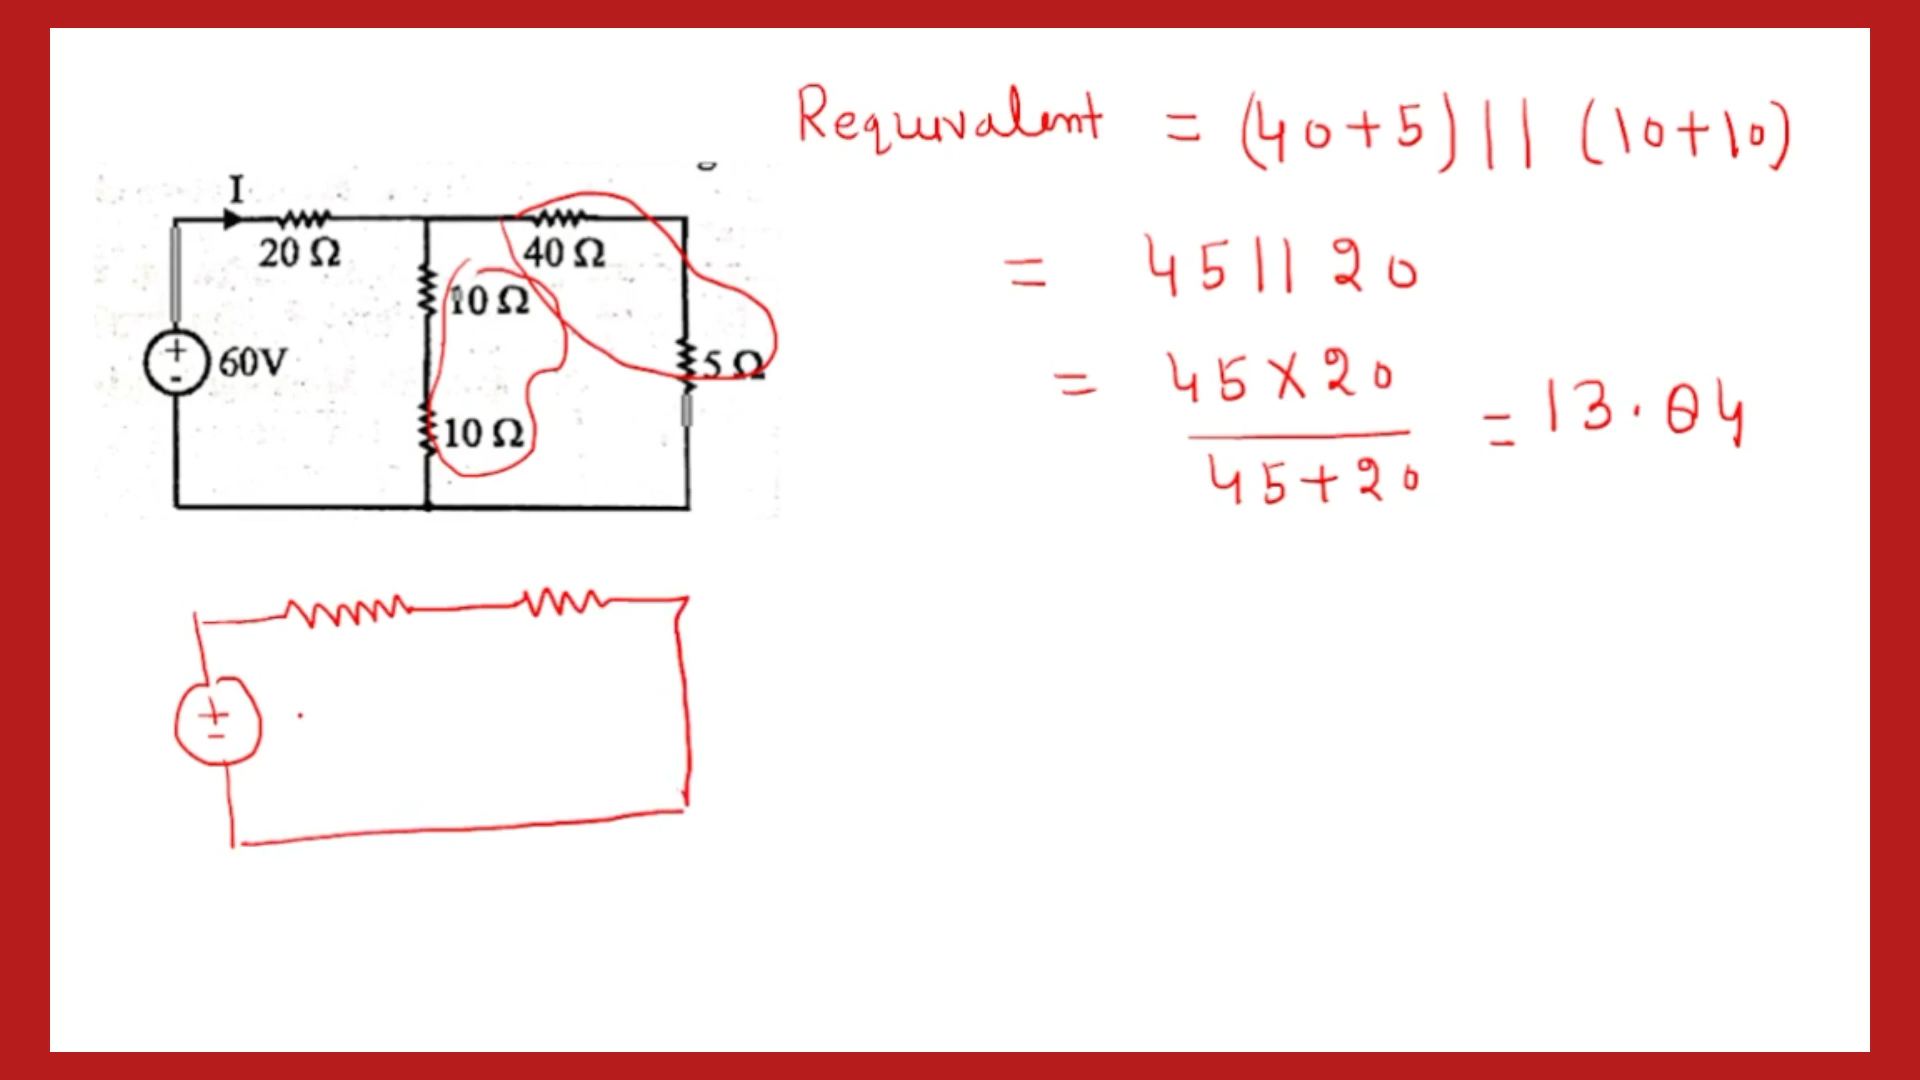 Requivalent = (40+5) || (10+10)
I
20 Ω
40 Ω
= 45 || 20
10 Ω
+
-
60V
5 Ω
= 45 X 20
45+20
= 13.84
10 Ω
+
-